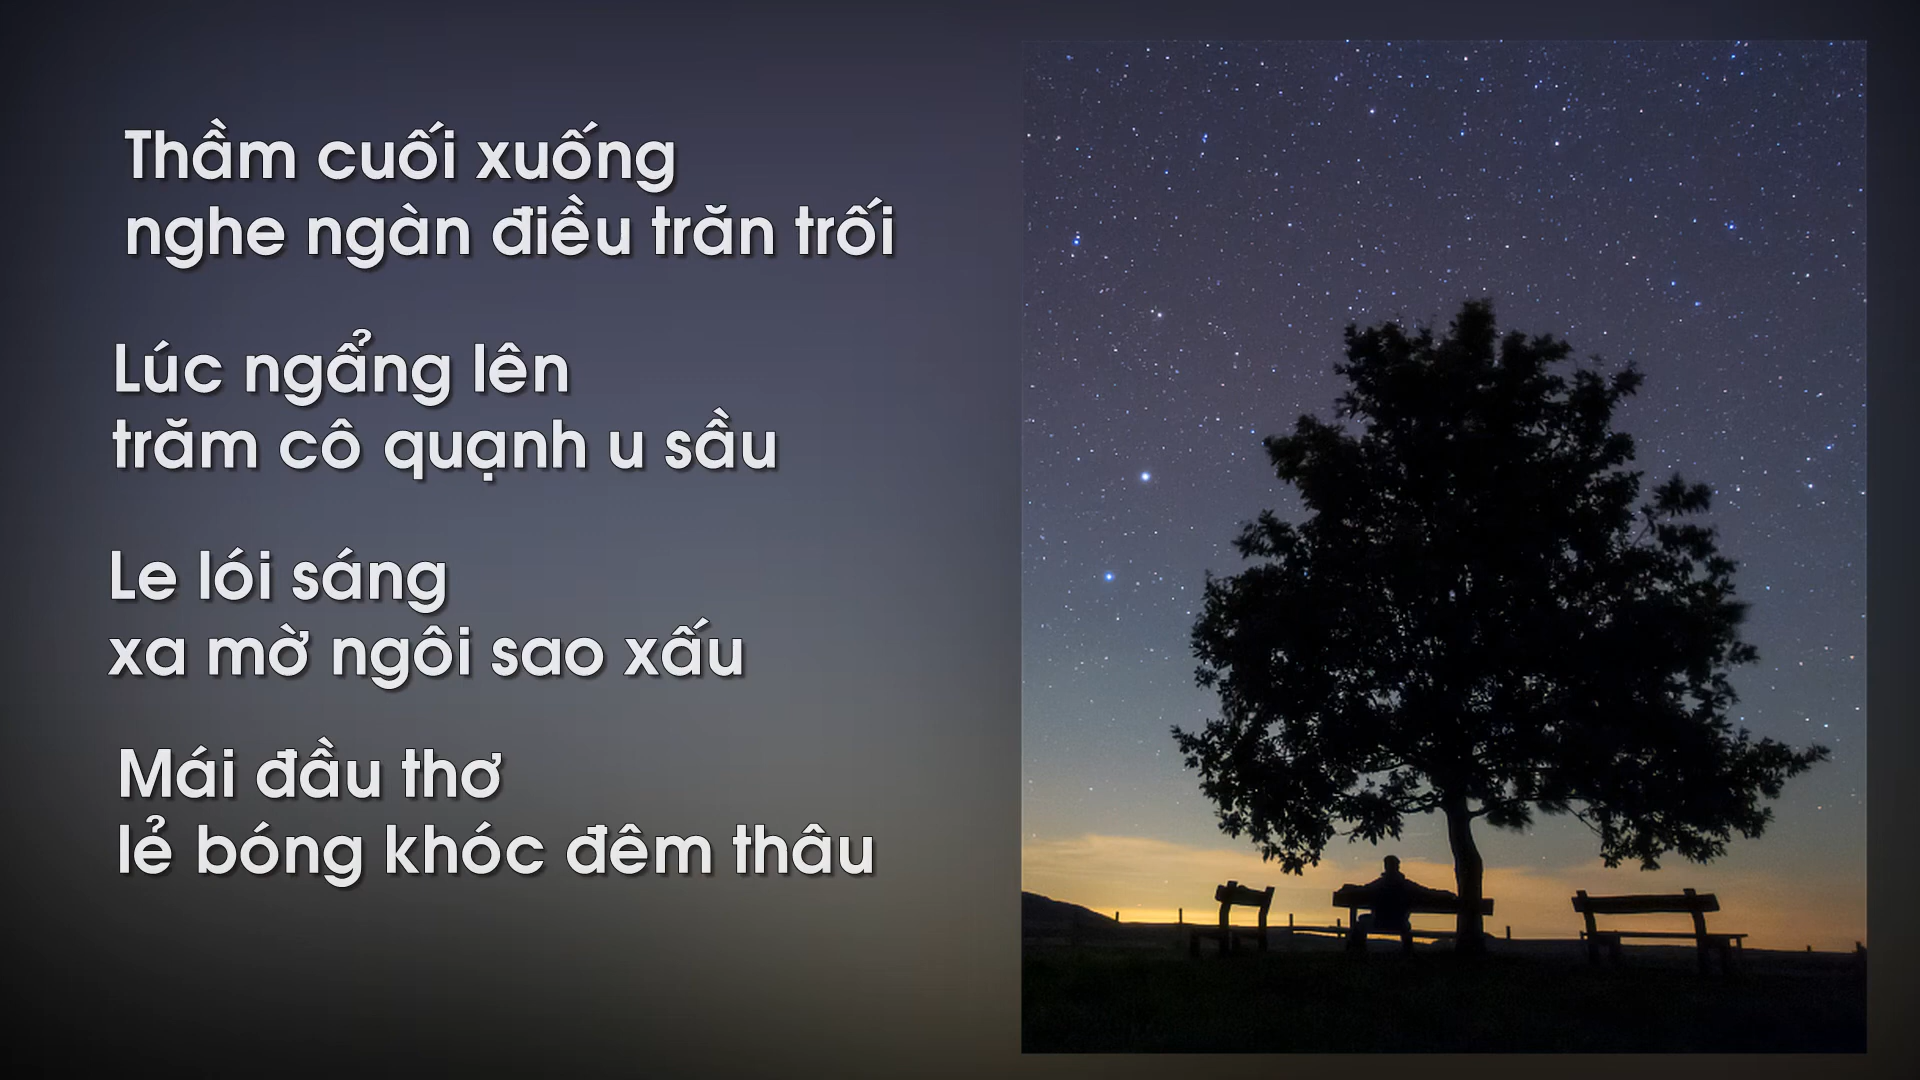 Thầm cuối xuống
nghe ngàn điều trăn trối
Lúc ngẩng lên
trăm cô quạnh u sầu
Le lói sáng
xa mờ ngôi sao xấu
Mái đầu thơ
lẻ bóng khóc đêm thâu